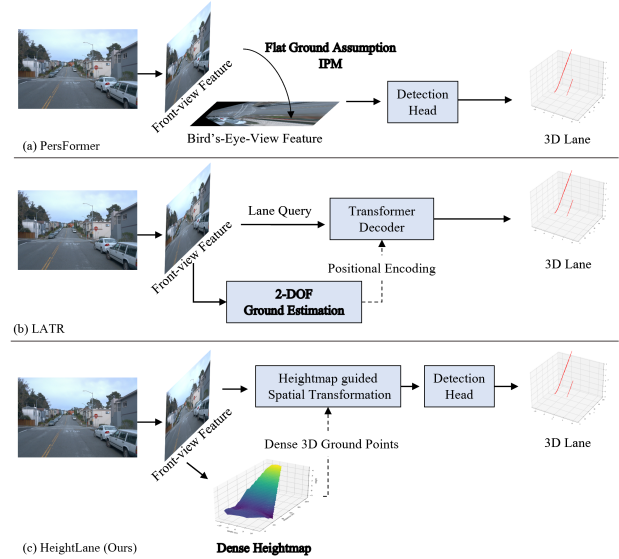 Flat Ground Assumption
IPM
Front-view Feature
Detection
Head
Bird's-Eye-View Feature
3D Lane
(a) PersFormer
Lane Query
Transformer
Decoder
Front-view Feature
Positional Encoding
3D Lane
2-DOF
Ground Estimation
(b) LATR
Heightmap guided
Spatial Transformation
Detection
Head
Front-view Feature
Dense 3D Ground Points
3D Lane
(c) HeightLane (Ours)
Dense Heightmap